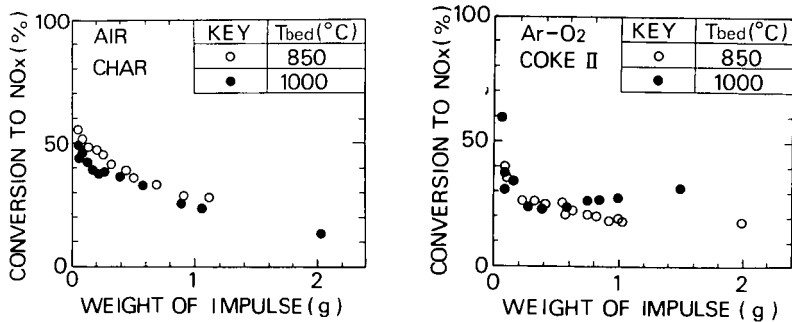 CONVERSION TO NOx(%)
100
50
0
AIR
CHAR
KEY Tbed(°C)
○ 850
● 1000
0 1 2
WEIGHT OF IMPULSE(g)
CONVERSION TO NOx(%)
100
50
0
Ar-O2
COKE II
KEY Tbed(°C)
○ 850
● 1000
0 1 2
WEIGHT OF IMPULSE(g)